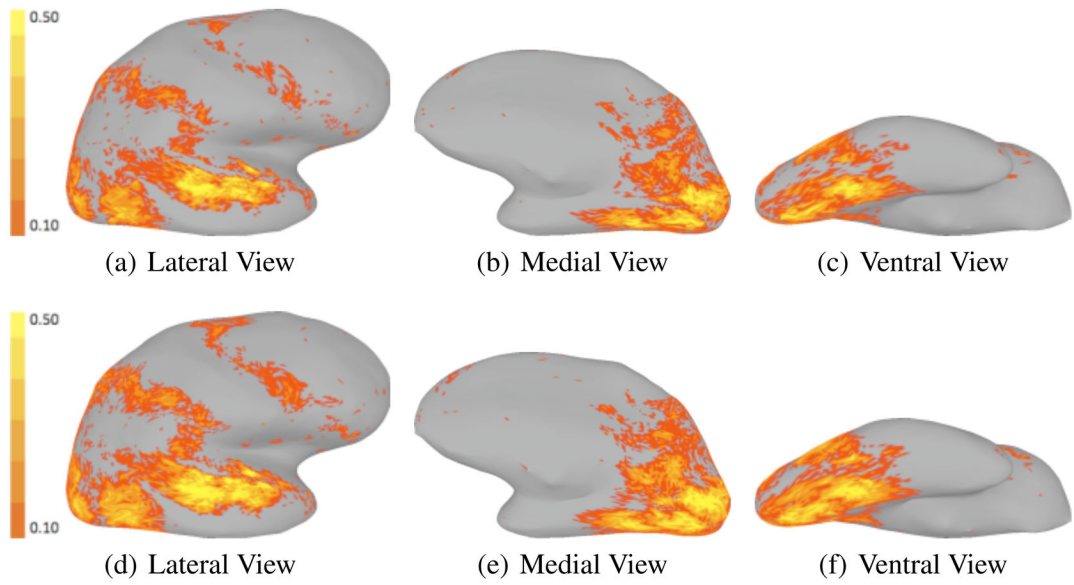 0.50
0.10
(a) Lateral View
(b) Medial View
(c) Ventral View
0.50
0.10
(d) Lateral View
(e) Medial View
(f) Ventral View